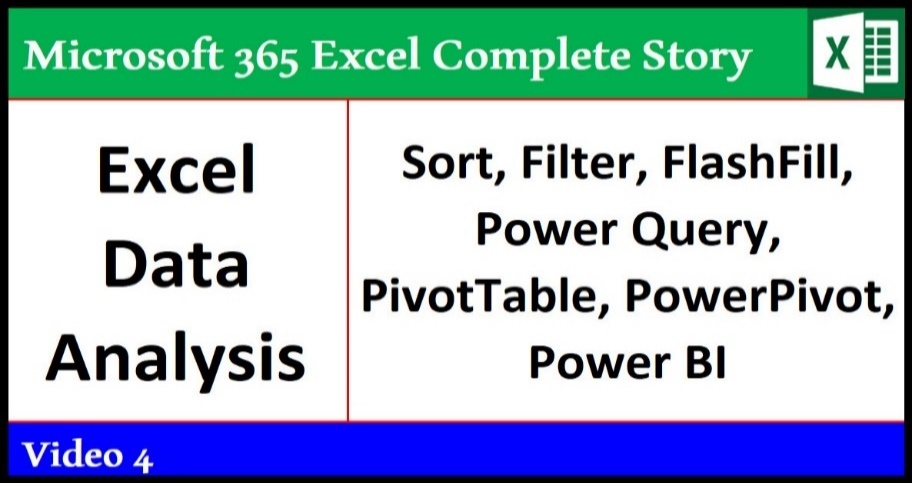 Microsoft 365 Excel Complete Story
X
Excel
Data
Analysis
Sort, Filter, FlashFill,
Power Query,
PivotTable, PowerPivot,
Power BI
Video 4